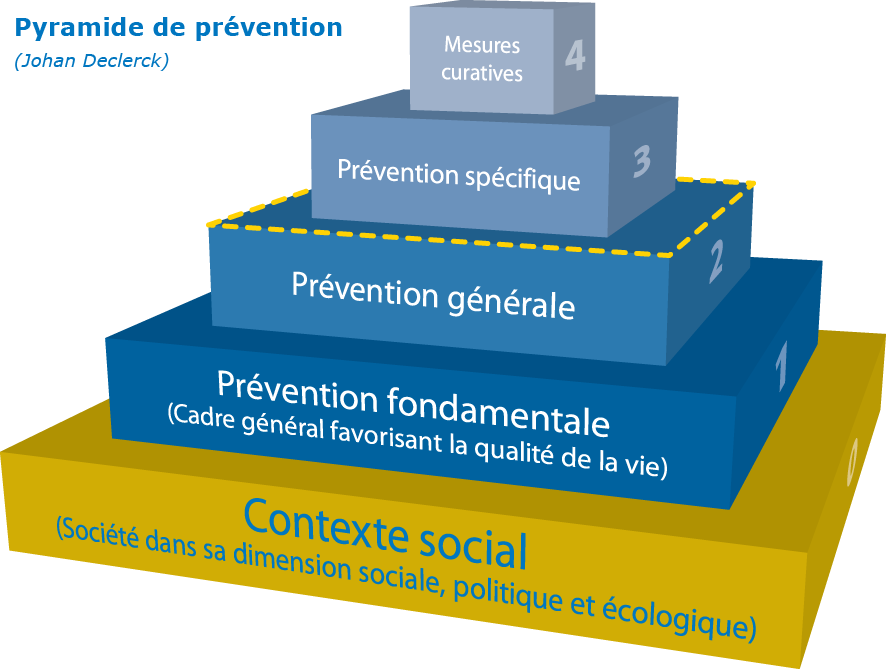 Pyramide de prévention
(Johan Declerck)
Mesures
curatives
4
Prévention spécifique
3
Prévention générale
2
Prévention fondamentale
(Cadre général favorisant la qualité de la vie)
1
Contexte social
(Société dans sa dimension sociale, politique et écologique)
0